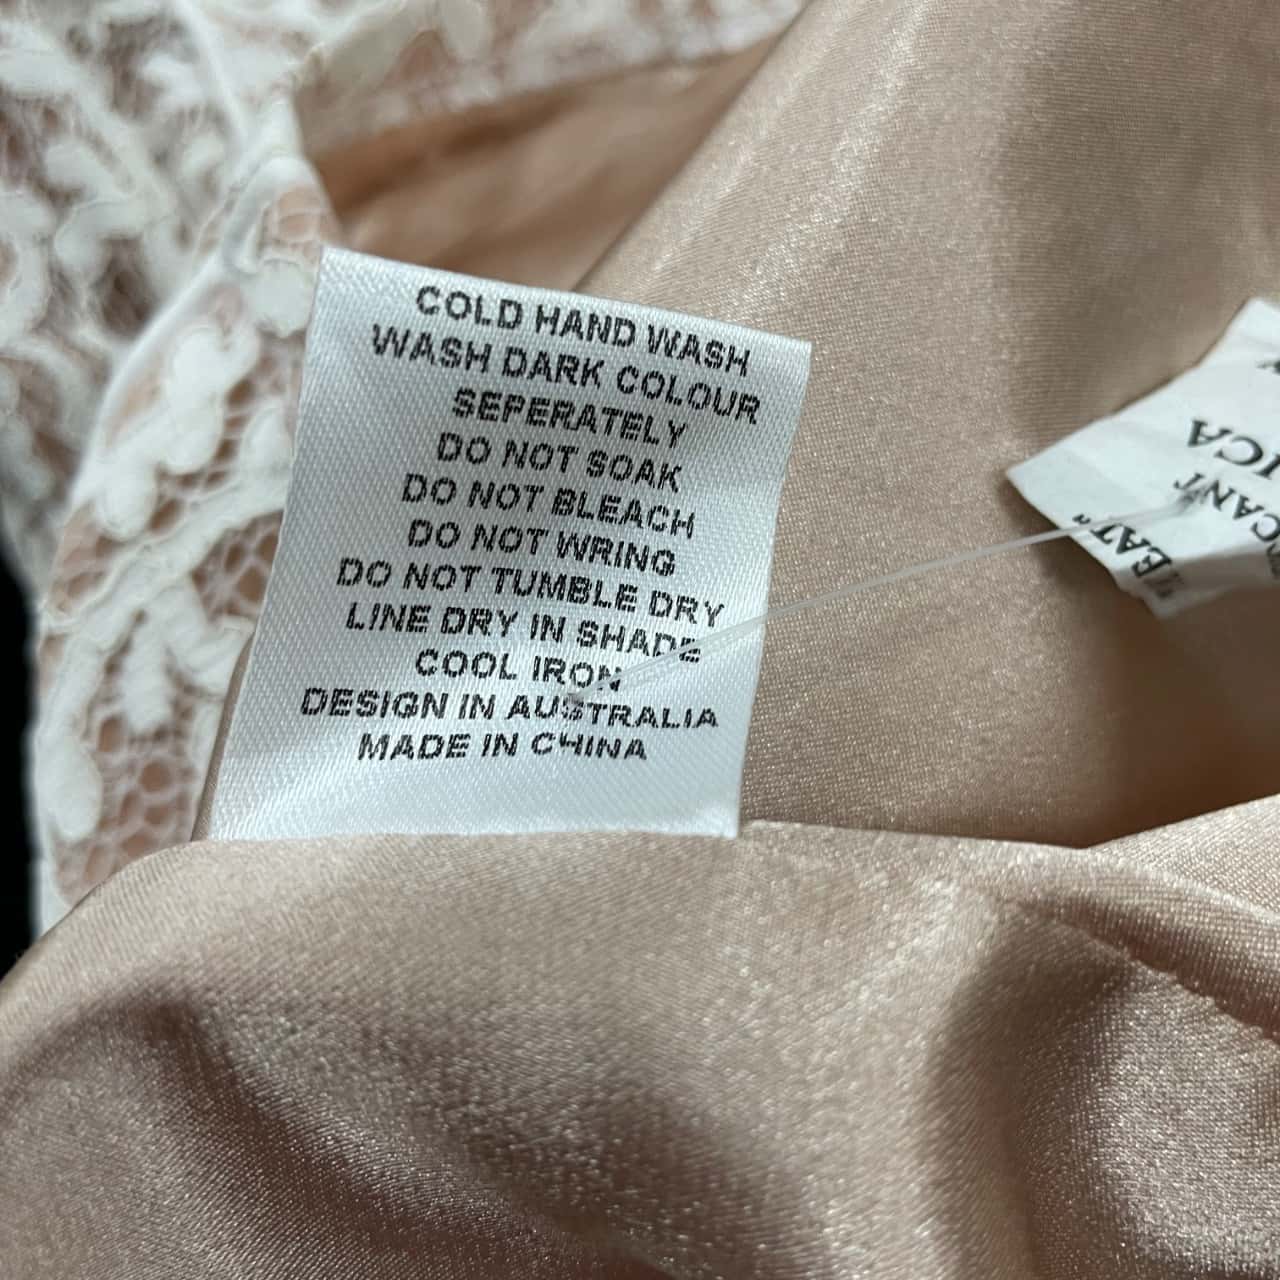 COLD HAND WASH
WASH DARK COLOUR
SEPERATELY
DO NOT SOAK
DO NOT BLEACH
DO NOT WRING
DO NOT TUMBLE DRY
LINE DRY IN SHADE
COOL IRON
DESIGN IN AUSTRALIA
MADE IN CHINA